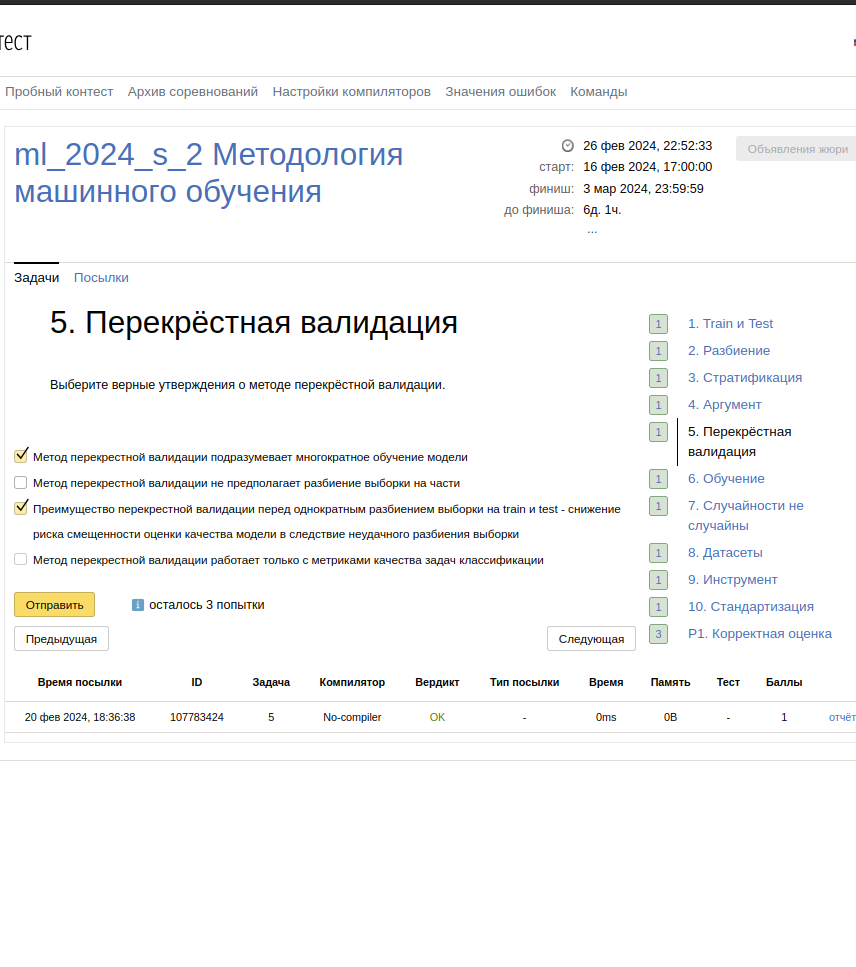 тест
Пробный контест Архив соревнований Настройки компиляторов Значения ошибок Команды
ml_2024_s_2 Методология
машинного обучения
26 фев 2024, 22:52:33
старт: 16 фев 2024, 17:00:00
финиш: 3 мар 2024, 23:59:59
до финиша: 6д. 1ч.
...
Объявления жюри
Задачи Посылки
5. Перекрёстная валидация
Выберите верные утверждения о методе перекрёстной валидации.
Метод перекрестной валидации подразумевает многократное обучение модели
Метод перекрестной валидации не предполагает разбиение выборки на части
Преимущество перекрестной валидации перед однократным разбиением выборки на train и test - снижение
риска смещенности оценки качества модели в следствие неудачного разбиения выборки
Метод перекрестной валидации работает только с метриками качества задач классификации
Отправить
осталось 3 попытки
Предыдущая
Следующая
1 1. Train и Test
1 2. Разбиение
1 3. Стратификация
1 4. Аргумент
1 5. Перекрёстная
валидация
1 6. Обучение
1 7. Случайности не
случайны
1 8. Датасеты
1 9. Инструмент
1 10. Стандартизация
3 P1. Корректная оценка
Время посылки ID Задача Компилятор Вердикт Тип посылки Время Память Тест Баллы
20 фев 2024, 18:36:38 107783424 5 No-compiler OK - 0ms 0B - 1 отчёт